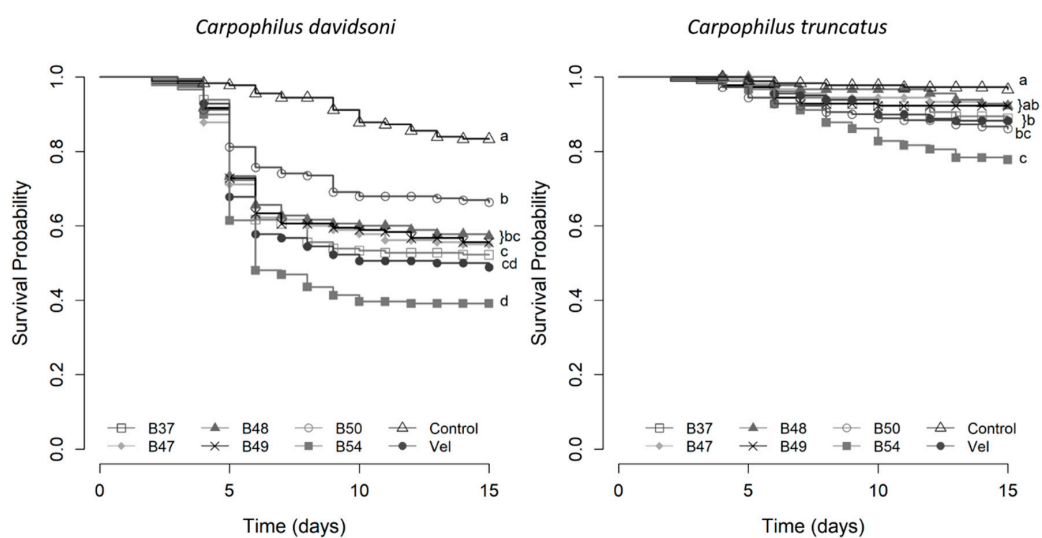 Carpophilus davidsoni
Survival Probability
1.0
0.8
0.6
0.4
0.2
0.0
a
b
}bc
c
cd
d
B37 B48 B50 Control
B47 B49 B54 Vel
0 5 10 15
Time (days)
Carpophilus truncatus
Survival Probability
1.0
0.8
0.6
0.4
0.2
0.0
a
}ab
}b
bc
c
B37 B48 B50 Control
B47 B49 B54 Vel
0 5 10 15
Time (days)